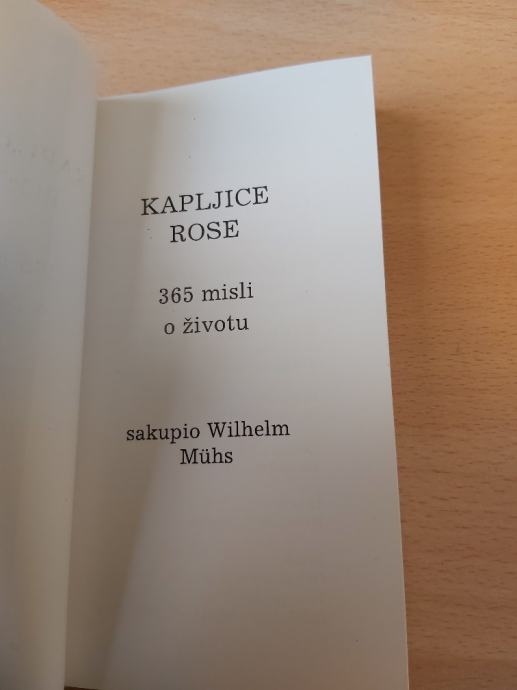 KAPLJICE
ROSE
365 misli
o životu
sakupio Wilhelm
Mühs